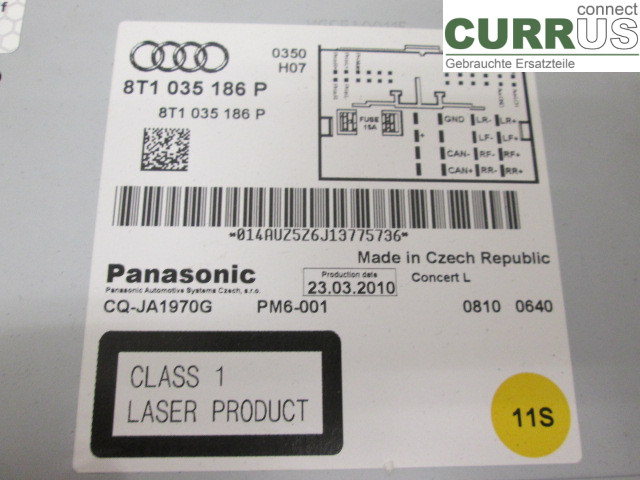 connect
CURRUS
Gebrauchte Ersatzteile
0350
H07
8T1 035 186 P
8T1 035 186 P
FUSE
15A
+
GND LR- LR+
LF- LF+
CAN- RF- RF+
CAN+ RR- RR+
*014AUZ5Z6J13775736*
Made in Czech Republic
Panasonic
Panasonic Automotive Systems Czech, s.r.o.
Production date
23.03.2010
Concert L
CQ-JA1970G PM6-001
0810 0640
CLASS 1
LASER PRODUCT
11S